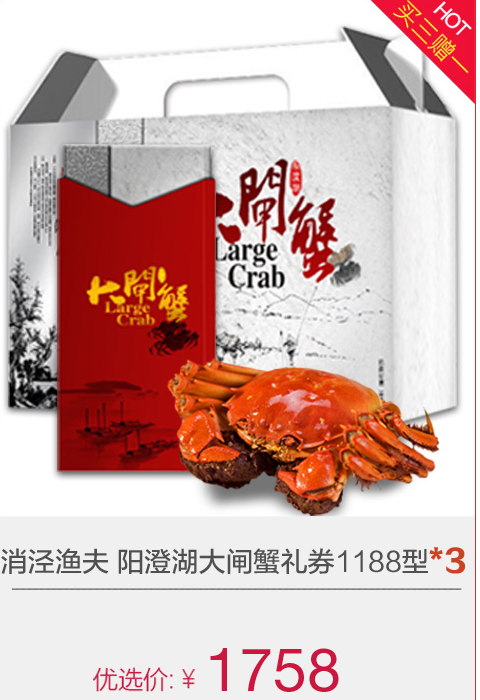 HOT
买三赠一
大閘蟹
Large
Crab
大閘蟹
Large
Crab
消泾渔夫 阳澄湖大闸蟹礼券1188型*3
优选价:￥1758